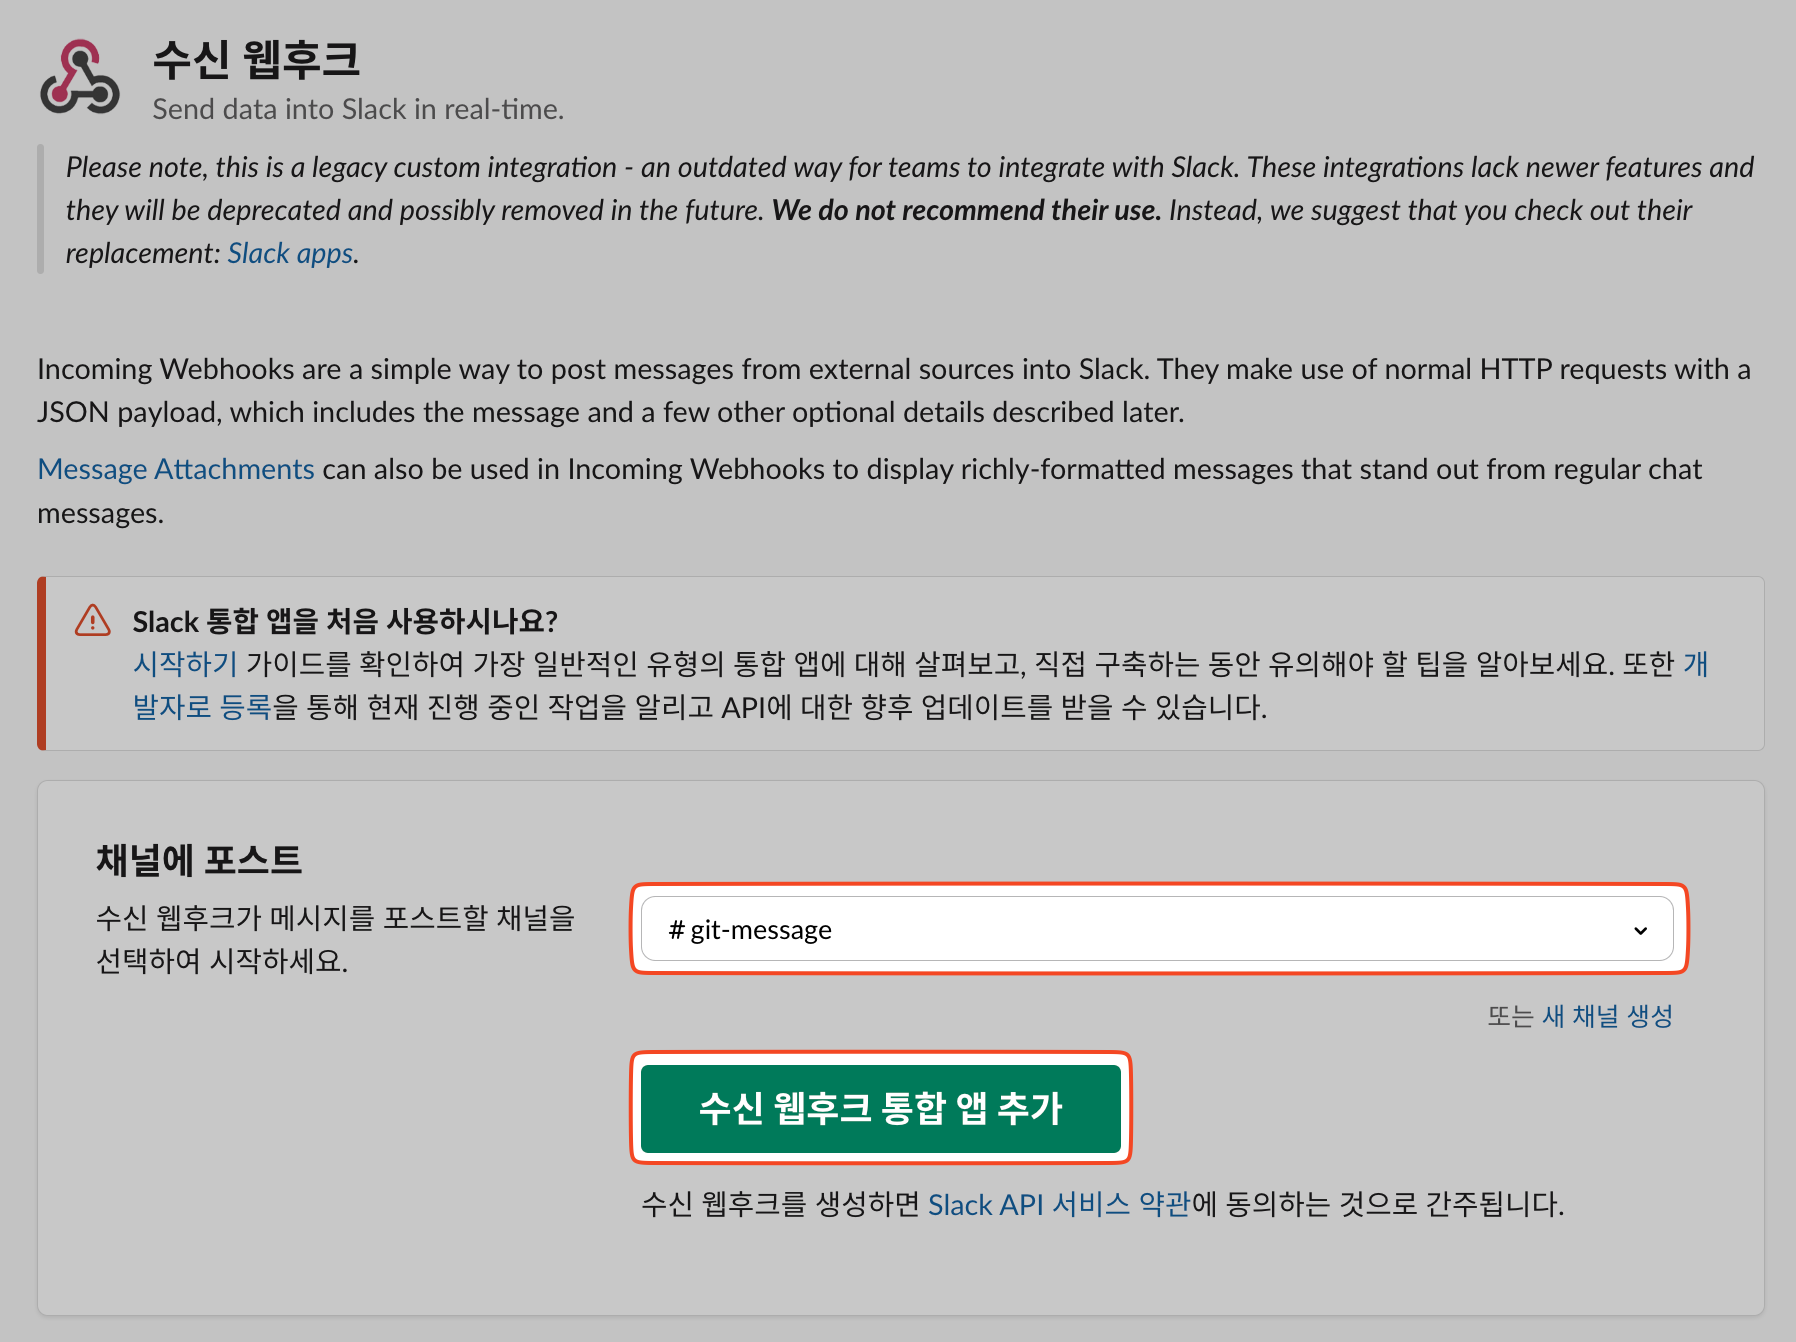 수신 웹후크
Send data into Slack in real-time.
Please note, this is a legacy custom integration - an outdated way for teams to integrate with Slack. These integrations lack newer features and
they will be deprecated and possibly removed in the future. We do not recommend their use. Instead, we suggest that you check out their
replacement: Slack apps.
Incoming Webhooks are a simple way to post messages from external sources into Slack. They make use of normal HTTP requests with a
JSON payload, which includes the message and a few other optional details described later.
Message Attachments can also be used in Incoming Webhooks to display richly-formatted messages that stand out from regular chat
messages.
Slack 통합 앱을 처음 사용하시나요?
시작하기 가이드를 확인하여 가장 일반적인 유형의 통합 앱에 대해 살펴보고, 직접 구축하는 동안 유의해야 할 팁을 알아보세요. 또한 개
발자로 등록을 통해 현재 진행 중인 작업을 알리고 API에 대한 향후 업데이트를 받을 수 있습니다.
채널에 포스트
수신 웹후크가 메시지를 포스트할 채널을
선택하여 시작하세요.
# git-message
또는 새 채널 생성
수신 웹후크 통합 앱 추가
수신 웹후크를 생성하면 Slack API 서비스 약관에 동의하는 것으로 간주됩니다.